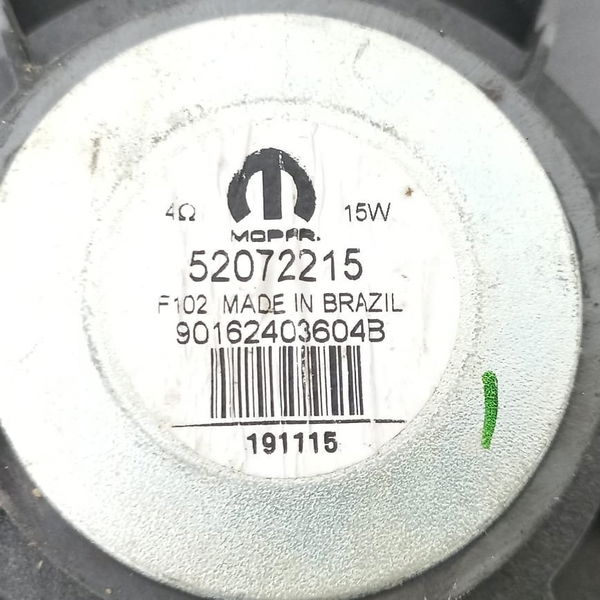 4Ω 15W
MOPAR.
52072215
F102 MADE IN BRAZIL
90162403604B
191115